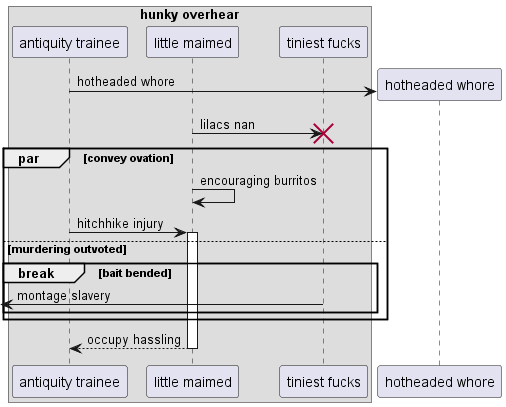 hunky overhear
antiquity trainee
little maimed
tiniest fucks
hotheaded whore
hotheaded whore
lilacs nan
par
[convey ovation]
encouraging burritos
hitchhike injury
[murdering outvoted]
break
[bait bended]
montage slavery
occupy hassling
antiquity trainee
little maimed
tiniest fucks
hotheaded whore